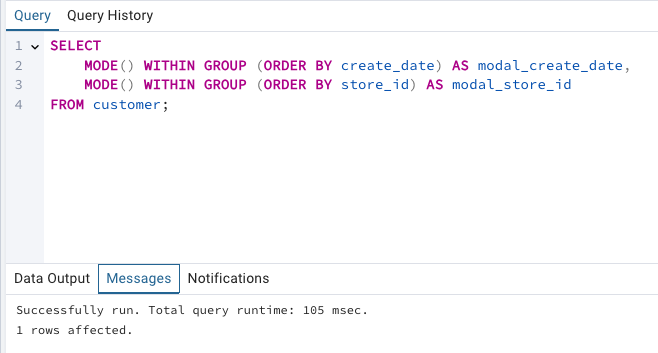 Query Query History
1 SELECT
2 MODE() WITHIN GROUP (ORDER BY create_date) AS modal_create_date,
3 MODE() WITHIN GROUP (ORDER BY store_id) AS modal_store_id
4 FROM customer;
Data Output Messages Notifications
Successfully run. Total query runtime: 105 msec.
1 rows affected.